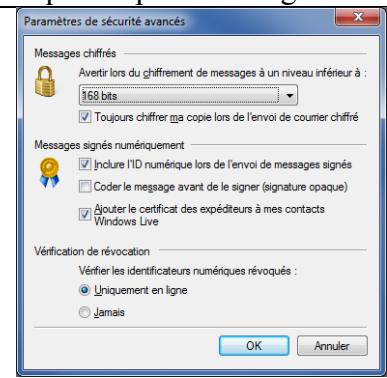 Paramètres de sécurité avancés
Messages chiffrés
Avertir lors du chiffrement de messages à un niveau inférieur à :
168 bits
Toujours chiffrer ma copie lors de l'envoi de courrier chiffré
Messages signés numériquement
Inclure l'ID numérique lors de l'envoi de messages signés
Coder le message avant de le signer (signature opaque)
Ajouter le certificat des expéditeurs à mes contacts
Windows Live
Vérification de révocation
Vérifier les identificateurs numériques révoqués :
Uniquement en ligne
Jamais
OK Annuler